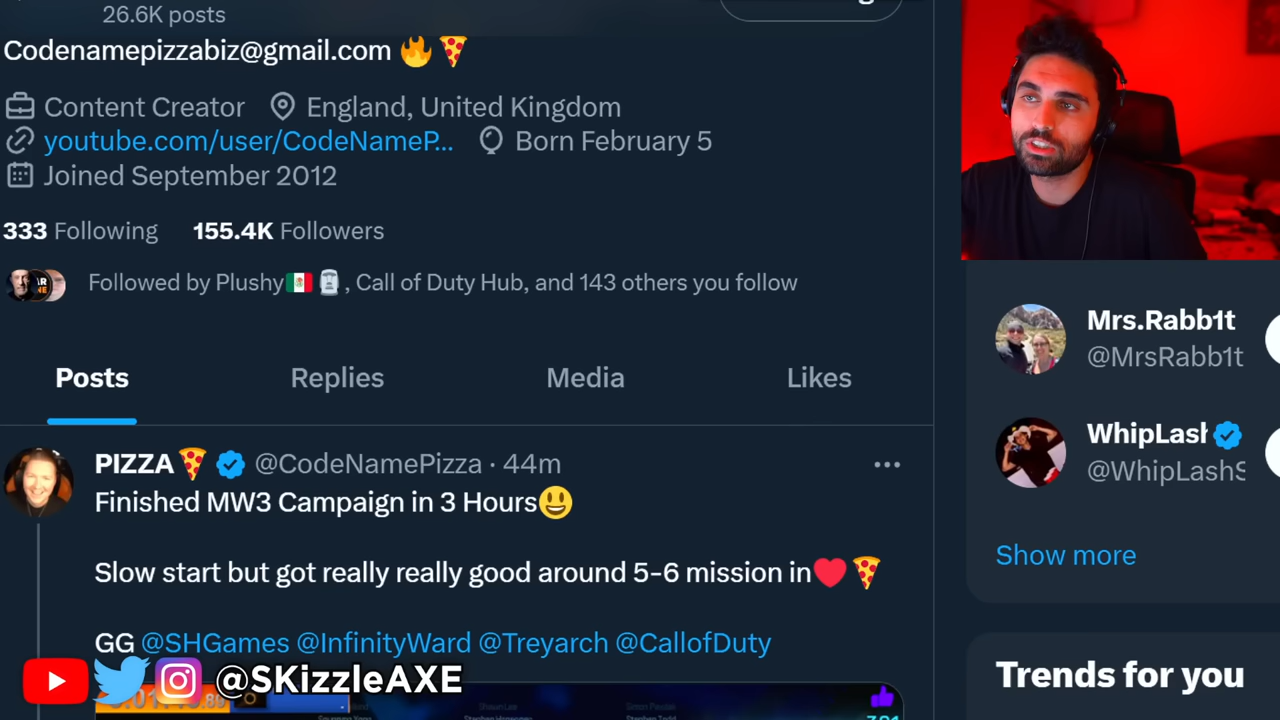 26.6K posts
Codenamepizzabiz@gmail.com 🔥🍕
Content Creator England, United Kingdom
youtube.com/user/CodeNameP... Born February 5
Joined September 2012
333 Following 155.4K Followers
Followed by Plushy🇲🇽🗿, Call of Duty Hub, and 143 others you follow
Posts Replies Media Likes
PIZZA🍕 @CodeNamePizza · 44m
Finished MW3 Campaign in 3 Hours😃
Slow start but got really really good around 5-6 mission in❤️🍕
GG @SHGames @InfinityWard @Treyarch @CallofDuty
@SKizzleAXE
Mrs.Rabb1t
@MrsRabb1t
WhipLash
@WhipLashS
Show more
Trends for you